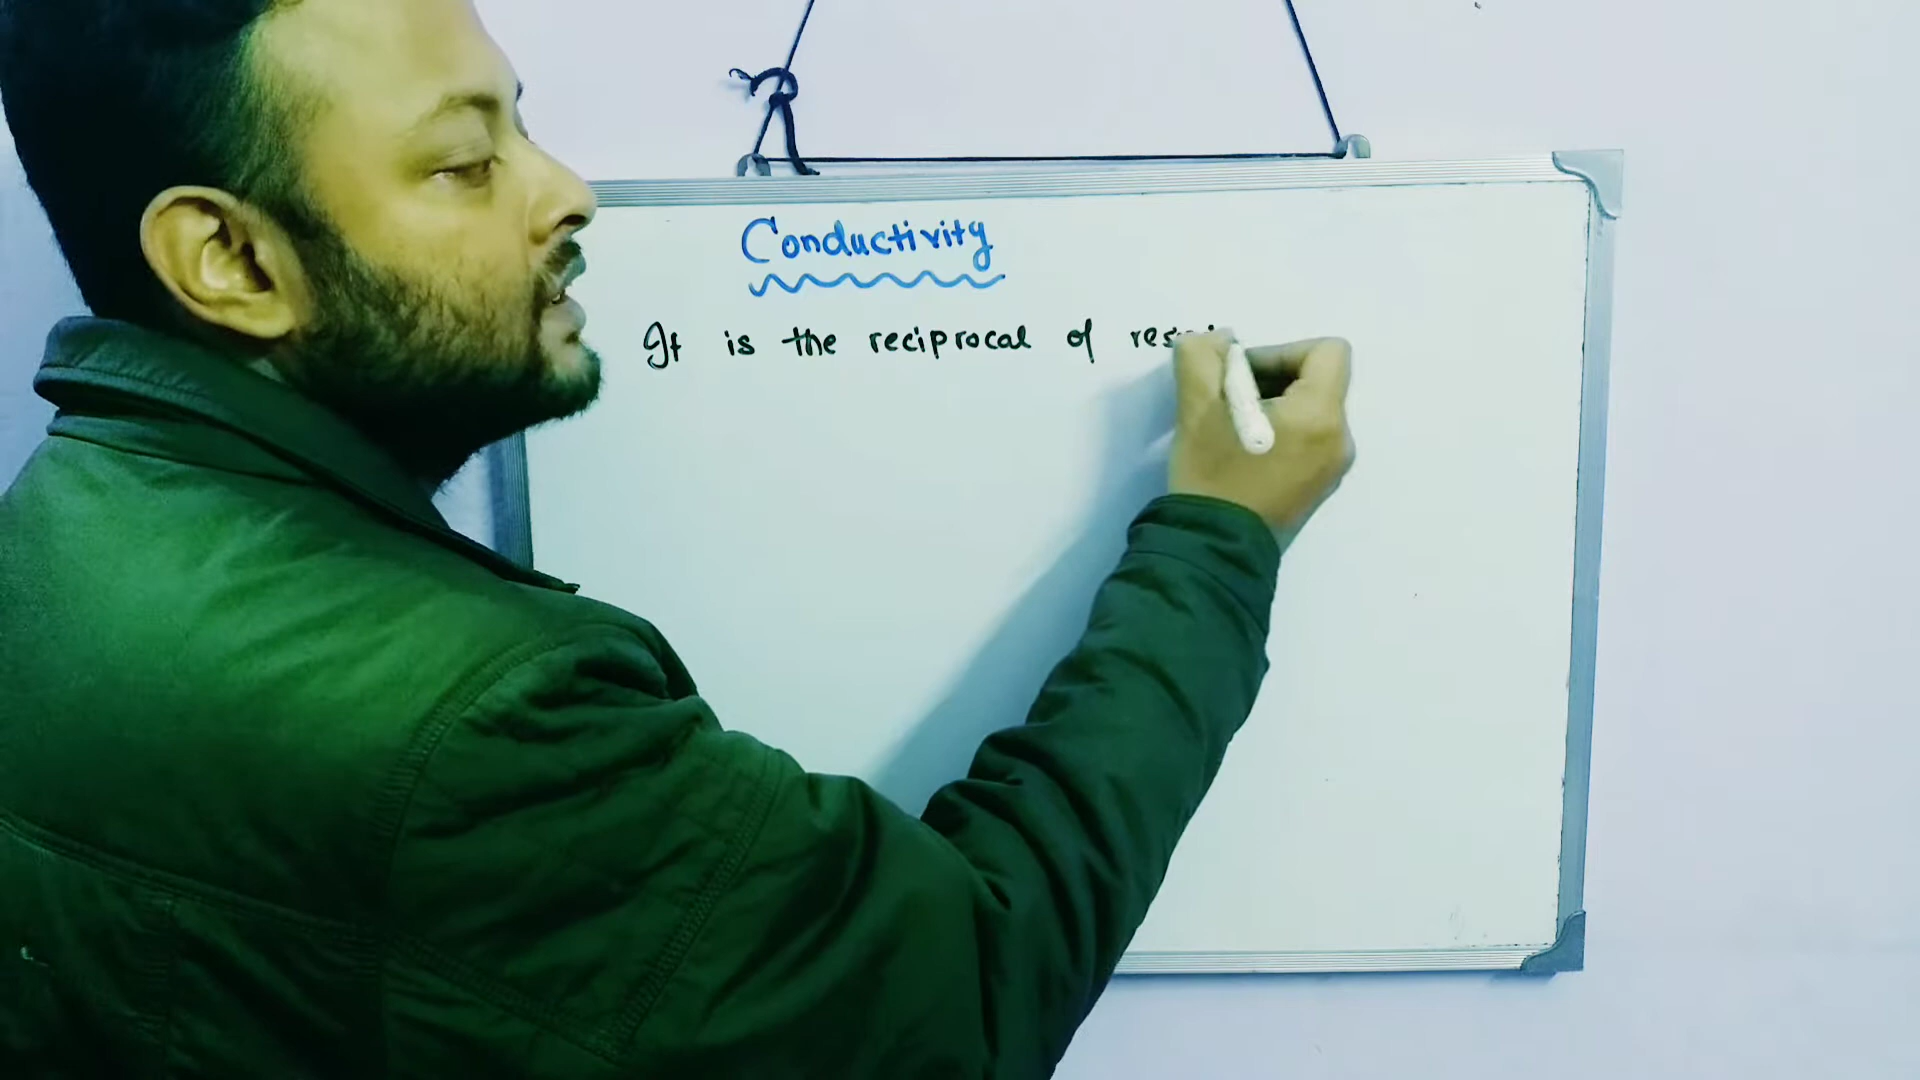 Conductivity
It is the reciprocal of